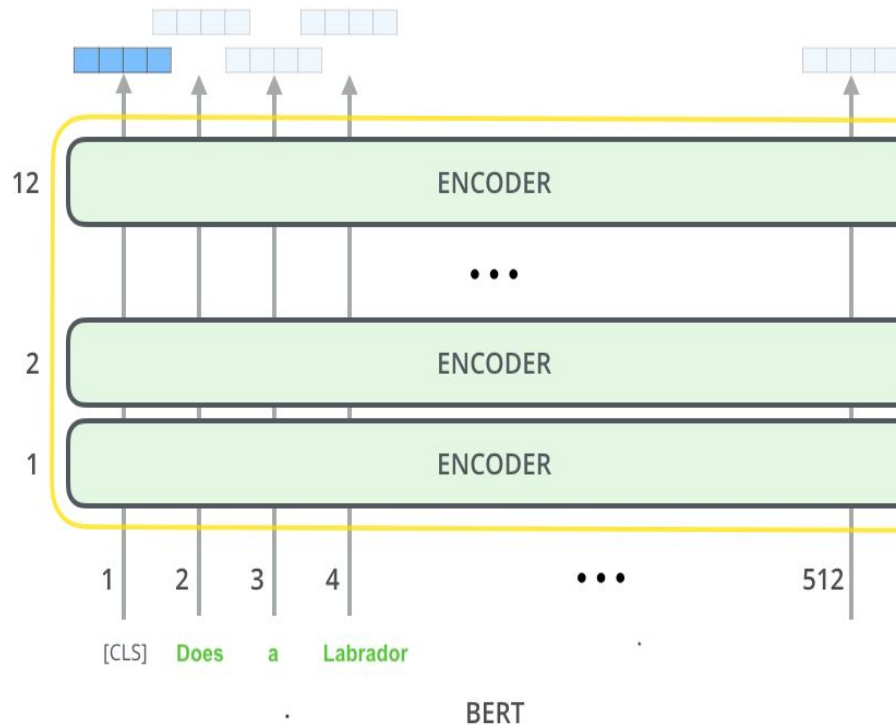 12 ENCODER
...
2 ENCODER
1 ENCODER
1 2 3 4 ... 512
[CLS] Does a Labrador
BERT